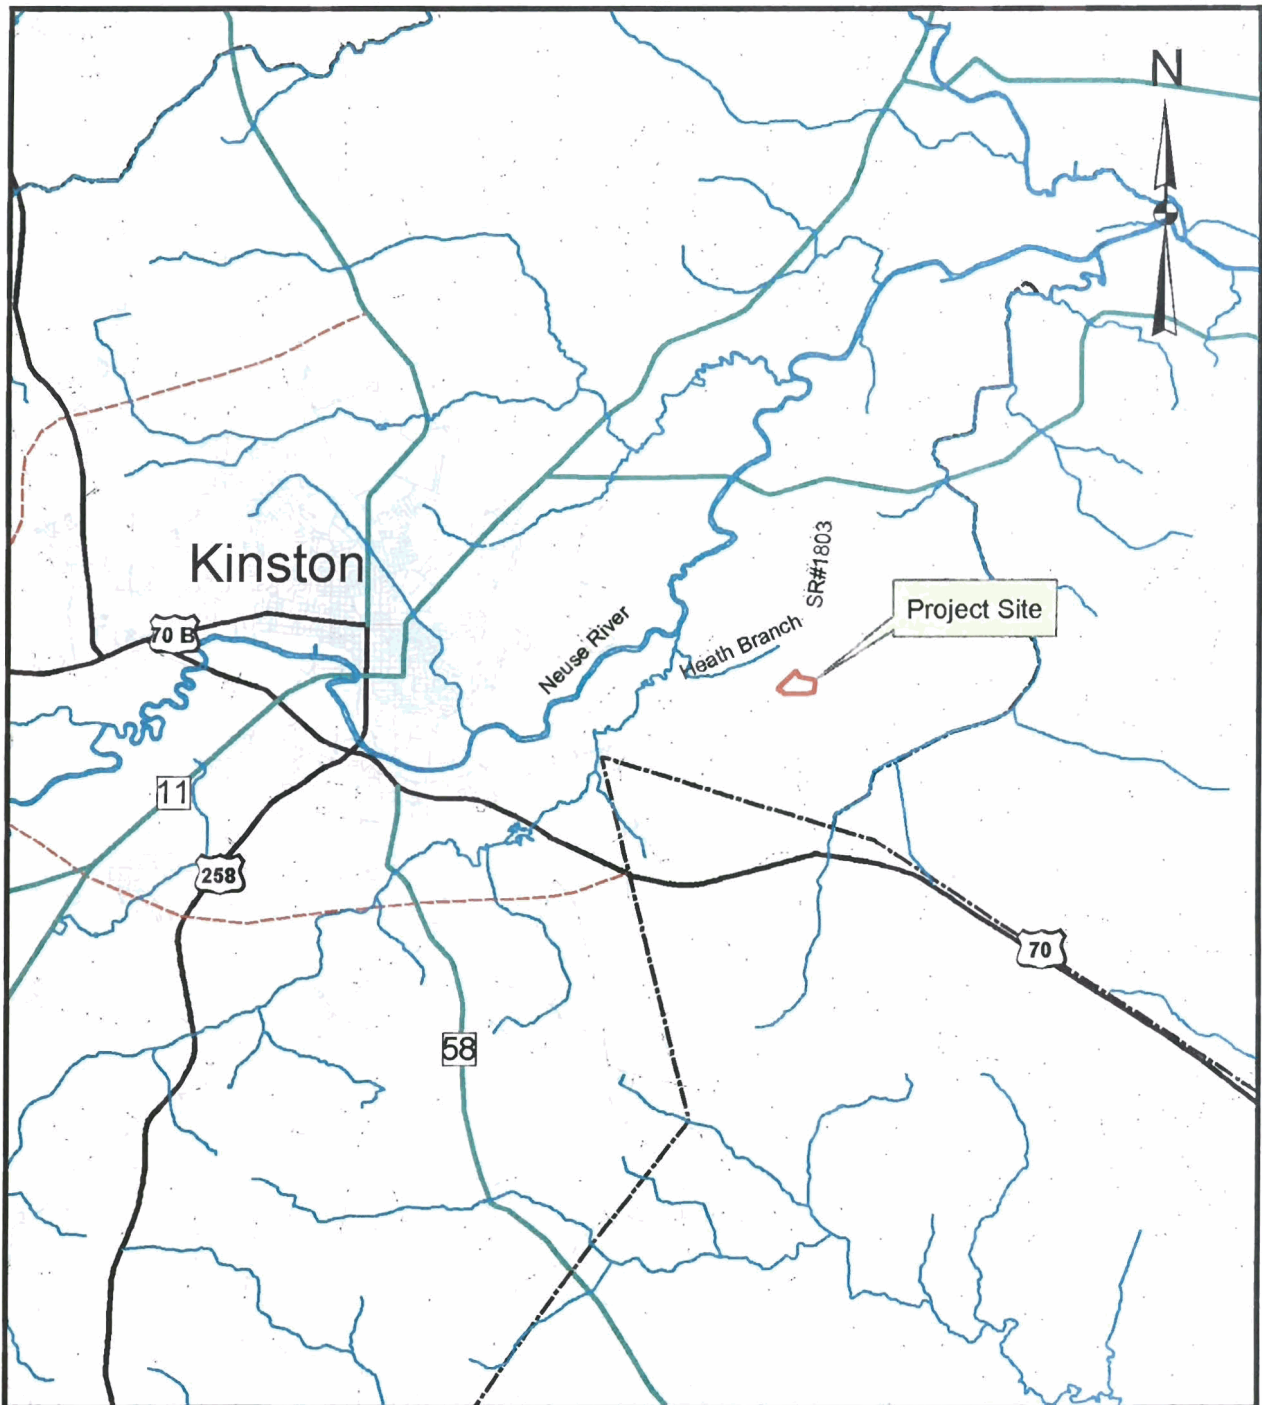 N
Kinston
SR#1803
Project Site
70 B
Neuse River
Heath Branch
11
258
70
58